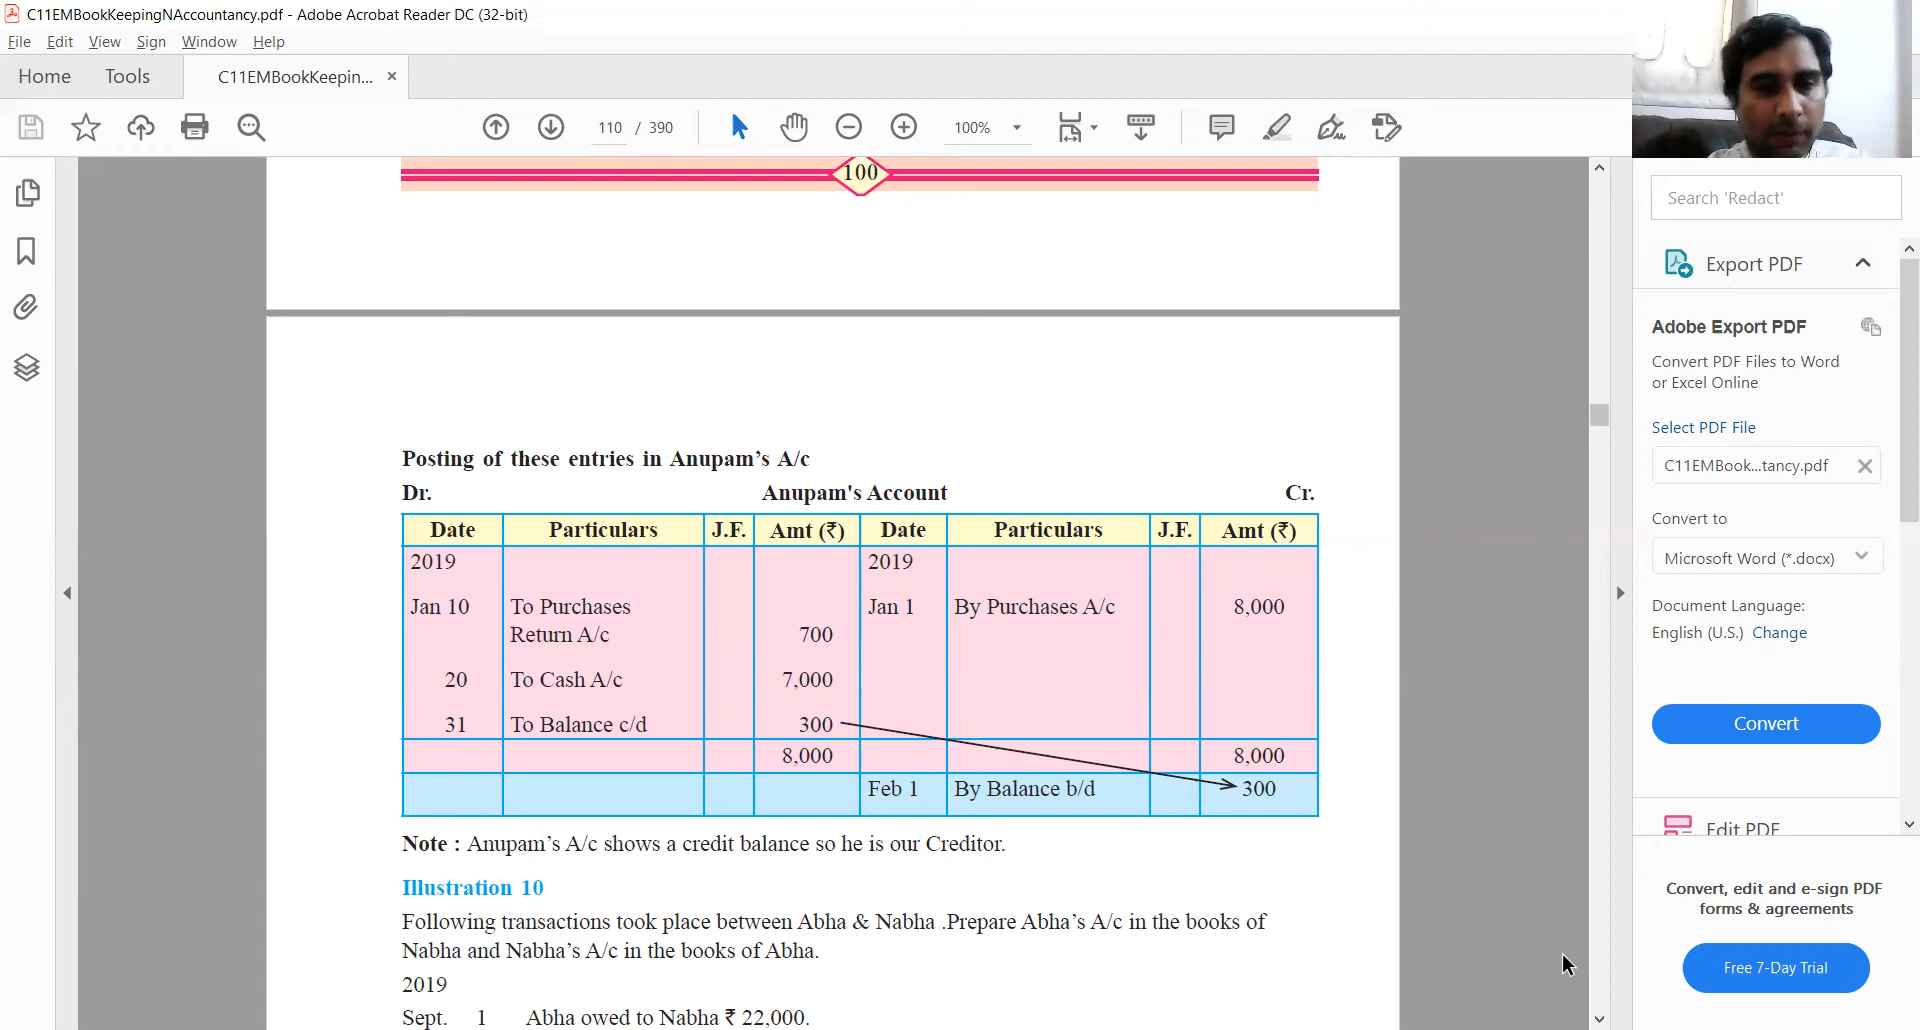 C11EMBookKeepingNAccountancy.pdf - Adobe Acrobat Reader DC (32-bit)
File Edit View Sign Window Help
Home Tools C11EMBookKeepin... ×
110 / 390 100%
Search 'Redact'
Export PDF
Adobe Export PDF
Convert PDF Files to Word
or Excel Online
Select PDF File
C11EMBook...tancy.pdf
Convert to
Microsoft Word (*.docx)
Document Language:
English (U.S.) Change
Convert
Edit PDF
Convert, edit and e-sign PDF
forms & agreements
Free 7-Day Trial
100
Posting of these entries in Anupam’s A/c
Dr. Anupam's Account Cr.
Date Particulars J.F. Amt (₹) Date Particulars J.F. Amt (₹)
2019 2019
Jan 10 To Purchases Jan 1 By Purchases A/c 8,000
Return A/c 700
20 To Cash A/c 7,000
31 To Balance c/d 300
8,000 8,000
Feb 1 By Balance b/d 300
Note : Anupam’s A/c shows a credit balance so he is our Creditor.
Illustration 10
Following transactions took place between Abha & Nabha .Prepare Abha’s A/c in the books of
Nabha and Nabha’s A/c in the books of Abha.
2019
Sept. 1 Abha owed to Nabha ₹ 22,000.